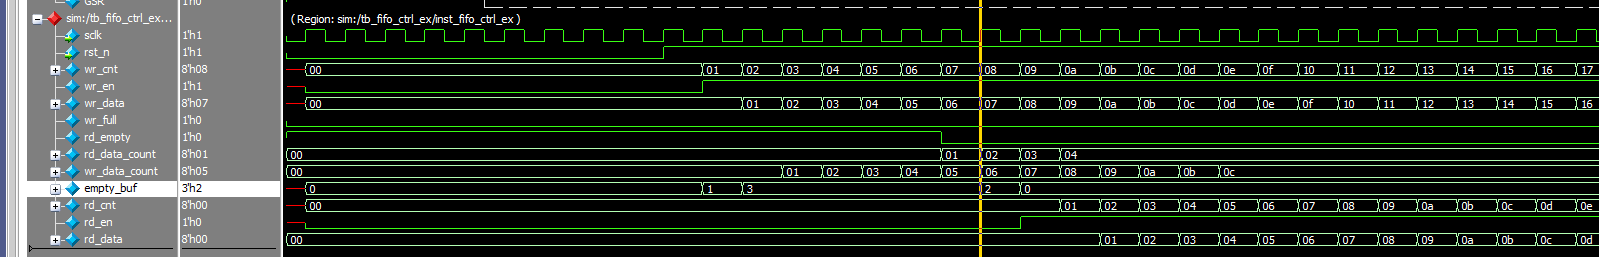 GSR 1'h0
sim:/tb_fifo_ctrl_ex... (Region: sim:/tb_fifo_ctrl_ex/inst_fifo_ctrl_ex )
sclk 1'h1
rst_n 1'h1
wr_cnt 8'h08 00 01 02 03 04 05 06 07 08 09 0a 0b 0c 0d 0e 0f 10 11 12 13 14 15 16 17
wr_en 1'h1
wr_data 8'h07 00 01 02 03 04 05 06 07 08 09 0a 0b 0c 0d 0e 0f 10 11 12 13 14 15 16
wr_full 1'h0
rd_empty 1'h0
rd_data_count 8'h01 00 01 02 03 04
wr_data_count 8'h05 00 01 02 03 04 05 06 07 08 09 0a 0b 0c
empty_buf 3'h2 0 1 3 2 0
rd_cnt 8'h00 00 01 02 03 04 05 06 07 08 09 0a 0b 0c 0d 0e
rd_en 1'h0
rd_data 8'h00 00 01 02 03 04 05 06 07 08 09 0a 0b 0c 0d